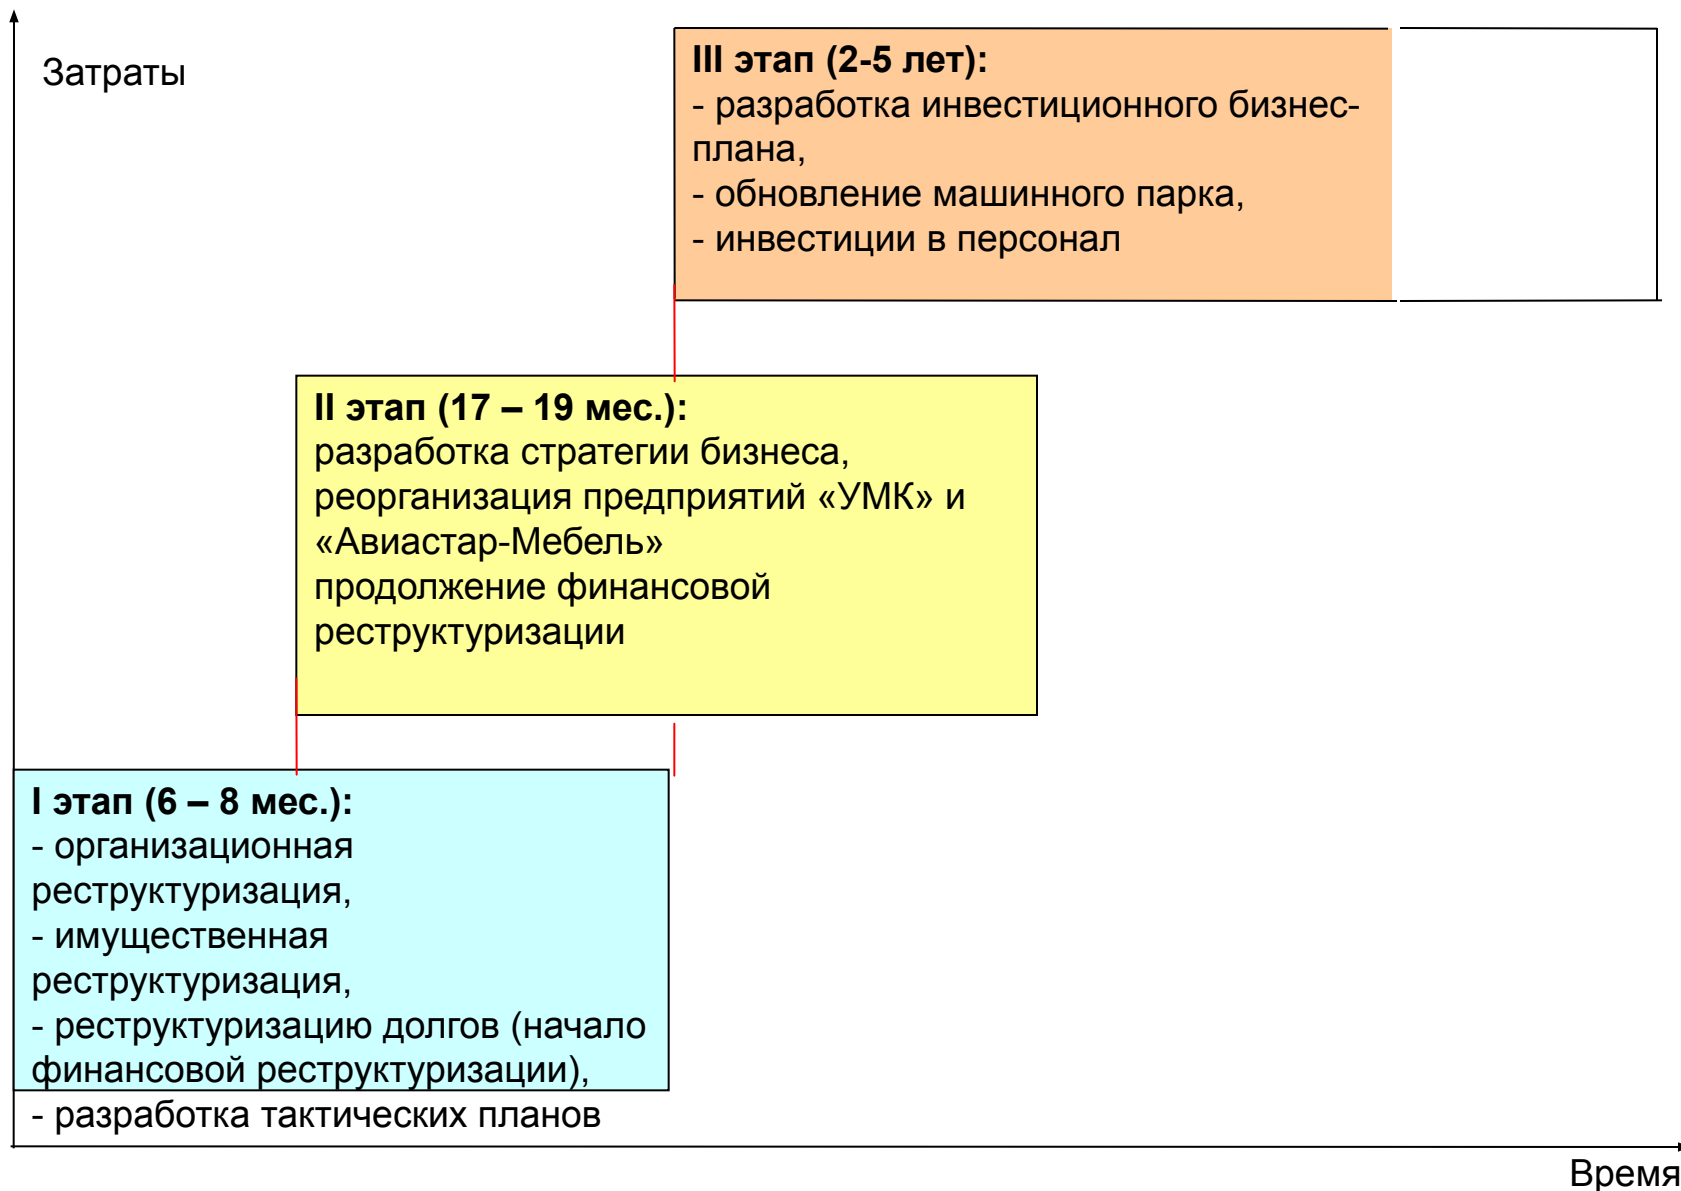 Затраты
III этап (2-5 лет):
- разработка инвестиционного бизнес-
плана,
- обновление машинного парка,
- инвестиции в персонал
II этап (17 – 19 мес.):
разработка стратегии бизнеса,
реорганизация предприятий «УМК» и
«Авиастар-Мебель»
продолжение финансовой
реструктуризации
I этап (6 – 8 мес.):
- организационная
реструктуризация,
- имущественная
реструктуризация,
- реструктуризацию долгов (начало
финансовой реструктуризации),
- разработка тактических планов
Время